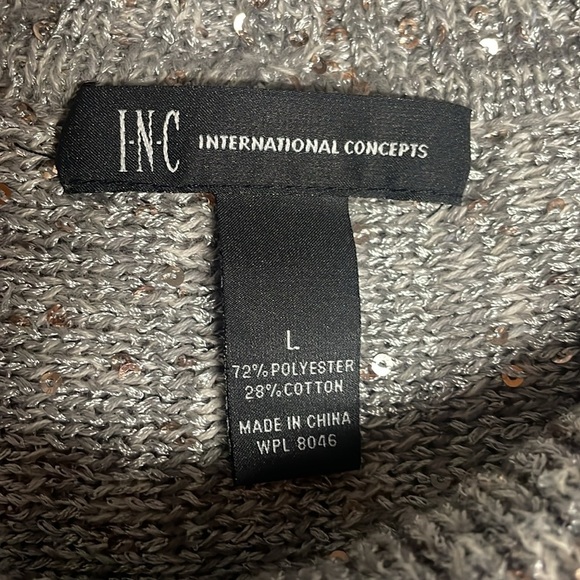 I·N·C INTERNATIONAL CONCEPTS
L
72% POLYESTER
28% COTTON
MADE IN CHINA
WPL 8046